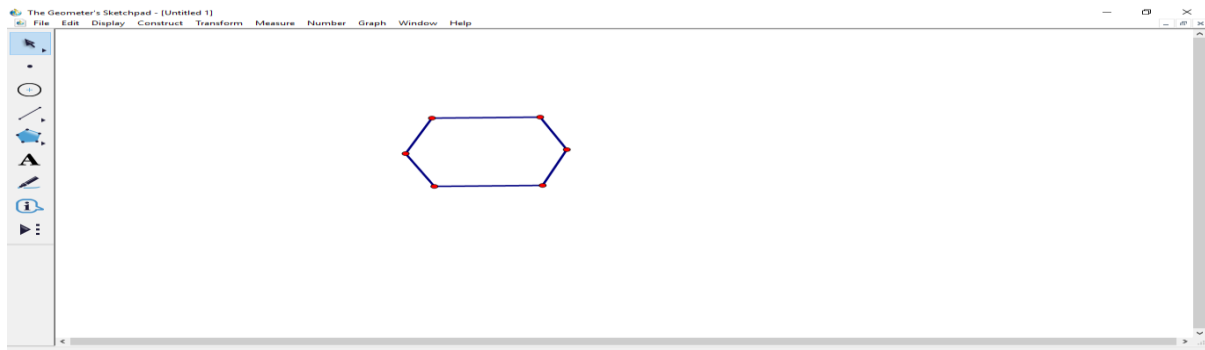 The Geometer's Sketchpad - [Untitled 1]
File Edit Display Construct Transform Measure Number Graph Window Help
A
i